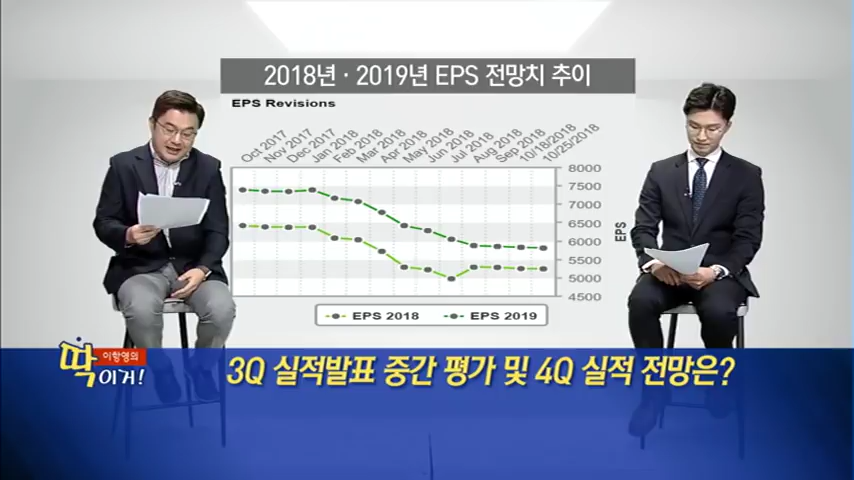 2018년·2019년 EPS 전망치 추이
EPS Revisions
Oct 2017
Nov 2017
Dec 2017
Jan 2018
Feb 2018
Mar 2018
Apr 2018
May 2018
Jun 2018
Jul 2018
Aug 2018
Sep 2018
10/18/2018
10/25/2018
8000
7500
7000
6500
6000
5500
5000
4500
EPS
EPS 2018 EPS 2019
이항영의
딱
이거!
3Q 실적발표 중간 평가 및 4Q 실적 전망은?